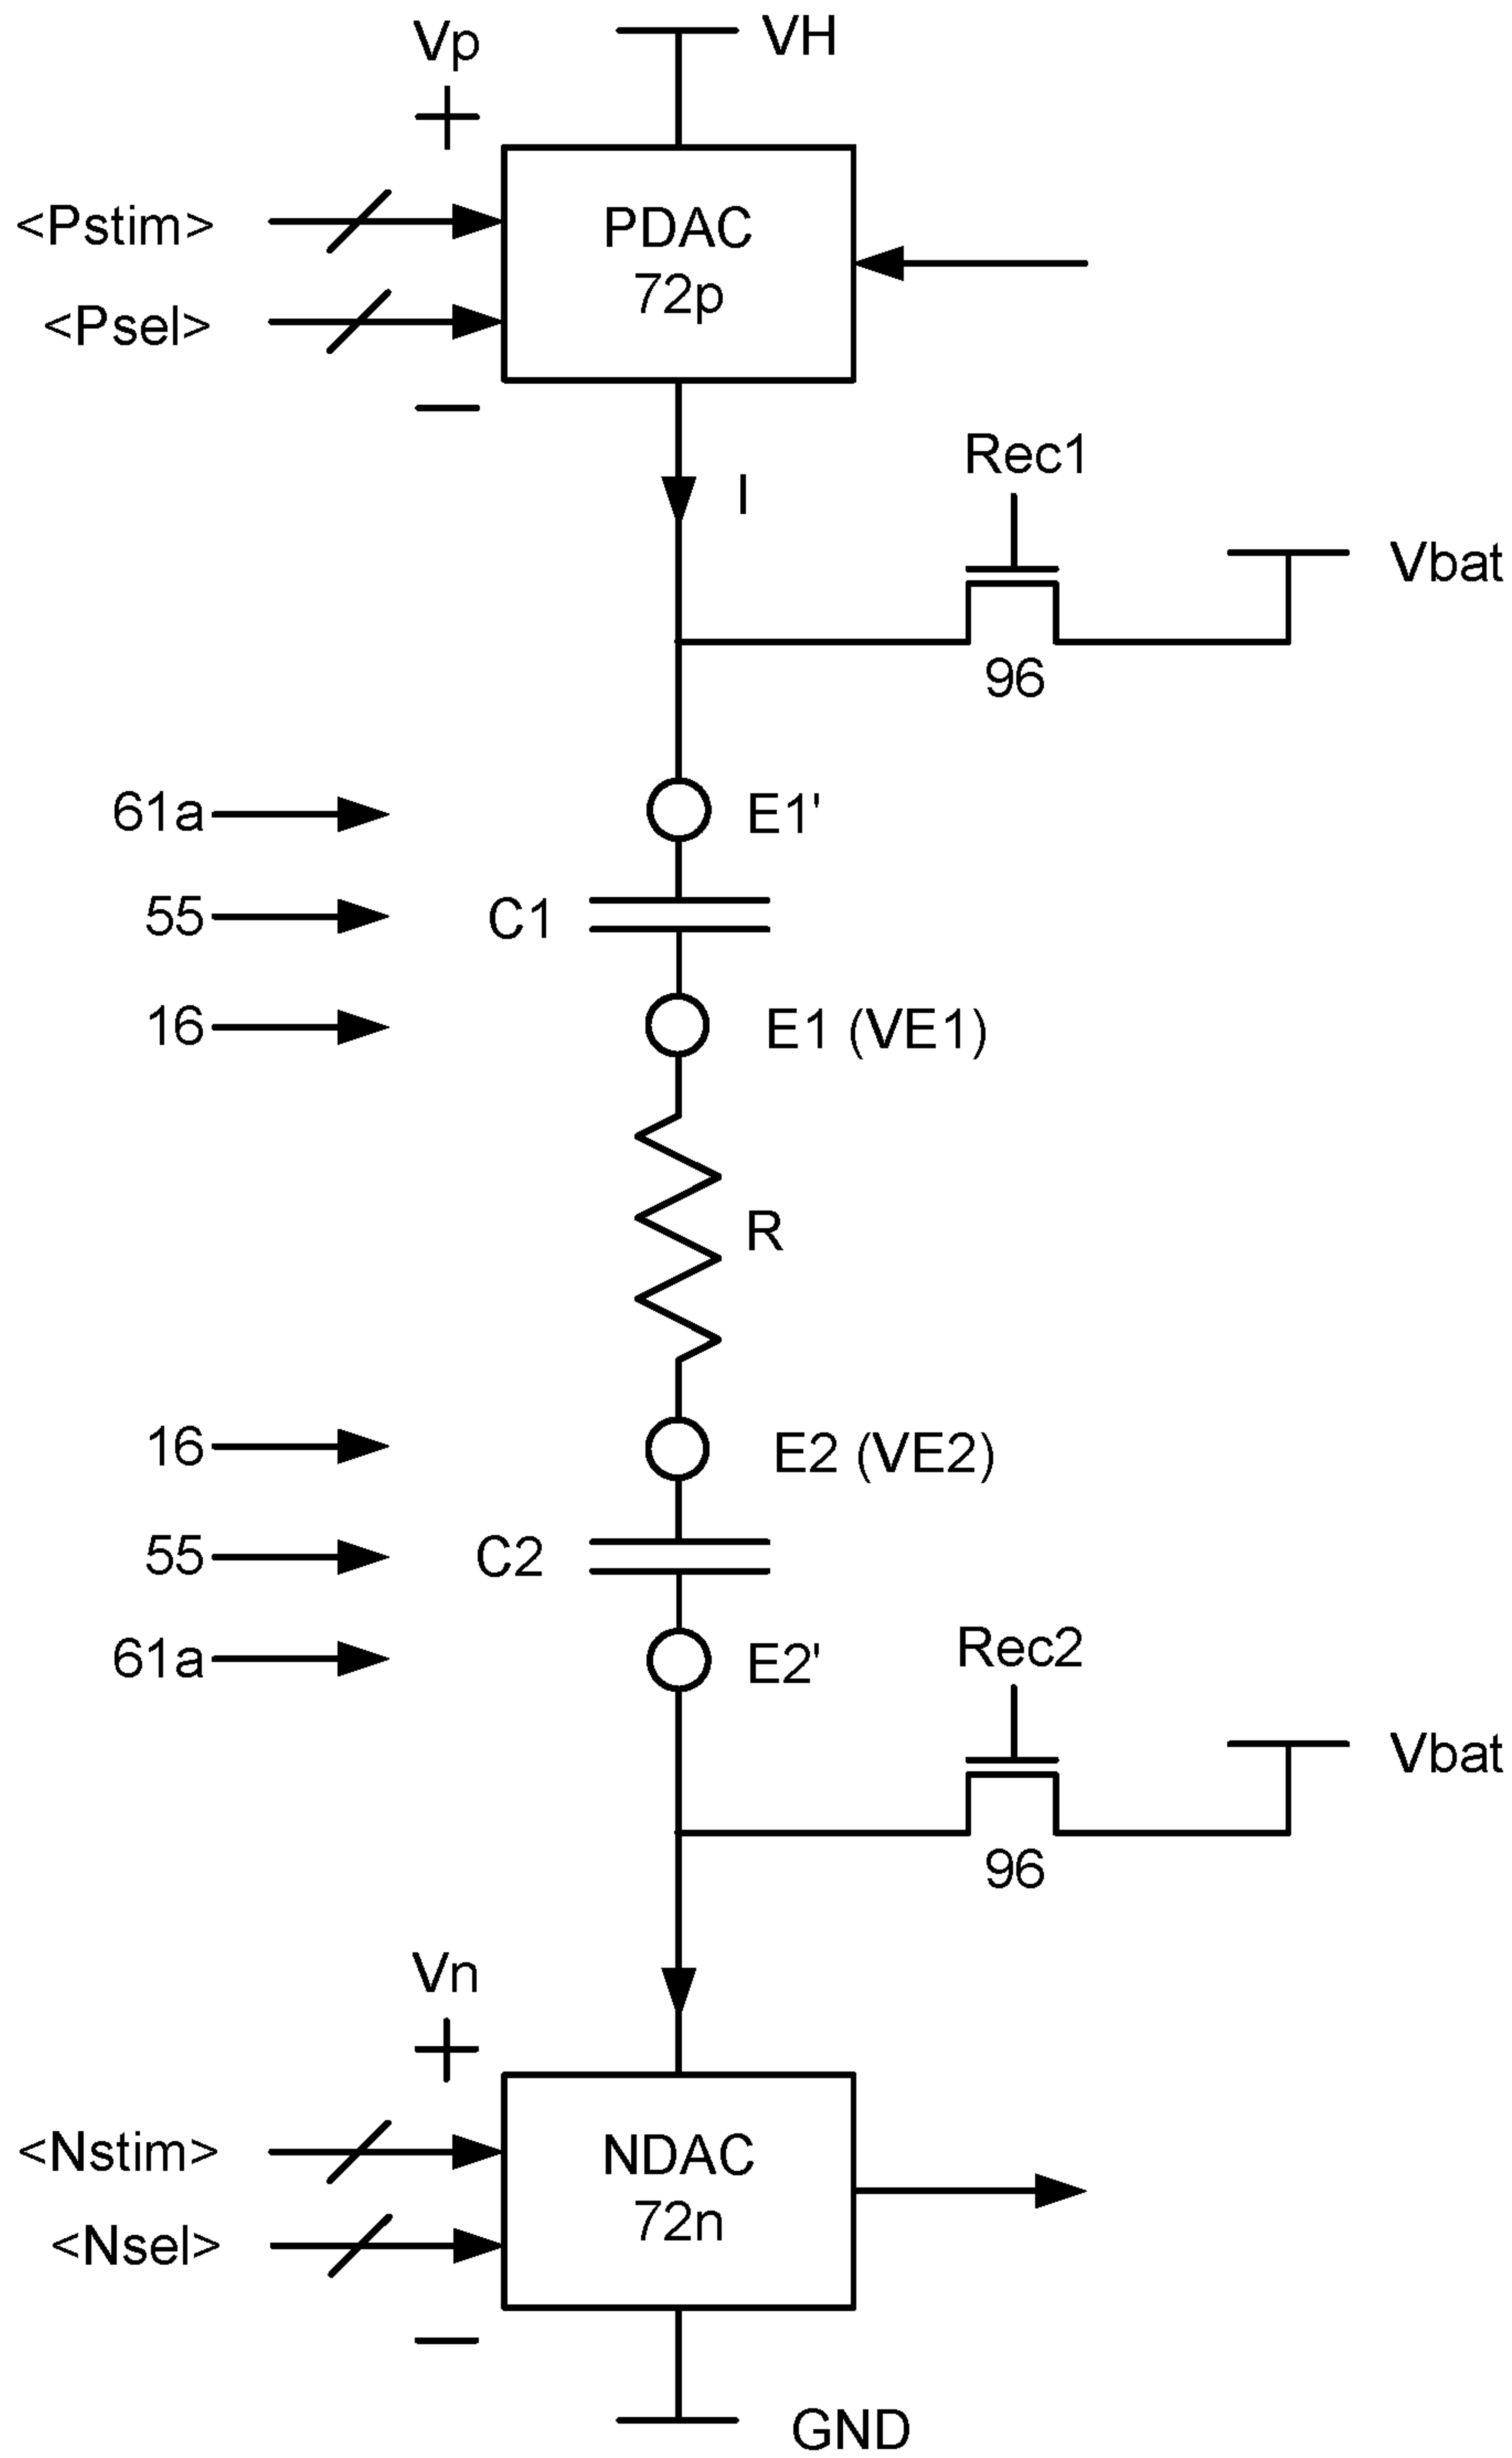 Vp
VH
+
<Pstim>
PDAC
72p
<Psel>
−
I
Rec1
Vbat
96
61a
E1'
55
C1
16
E1 (VE1)
R
16
E2 (VE2)
55
C2
61a
E2'
Rec2
Vbat
96
Vn
+
<Nstim>
NDAC
72n
<Nsel>
−
GND